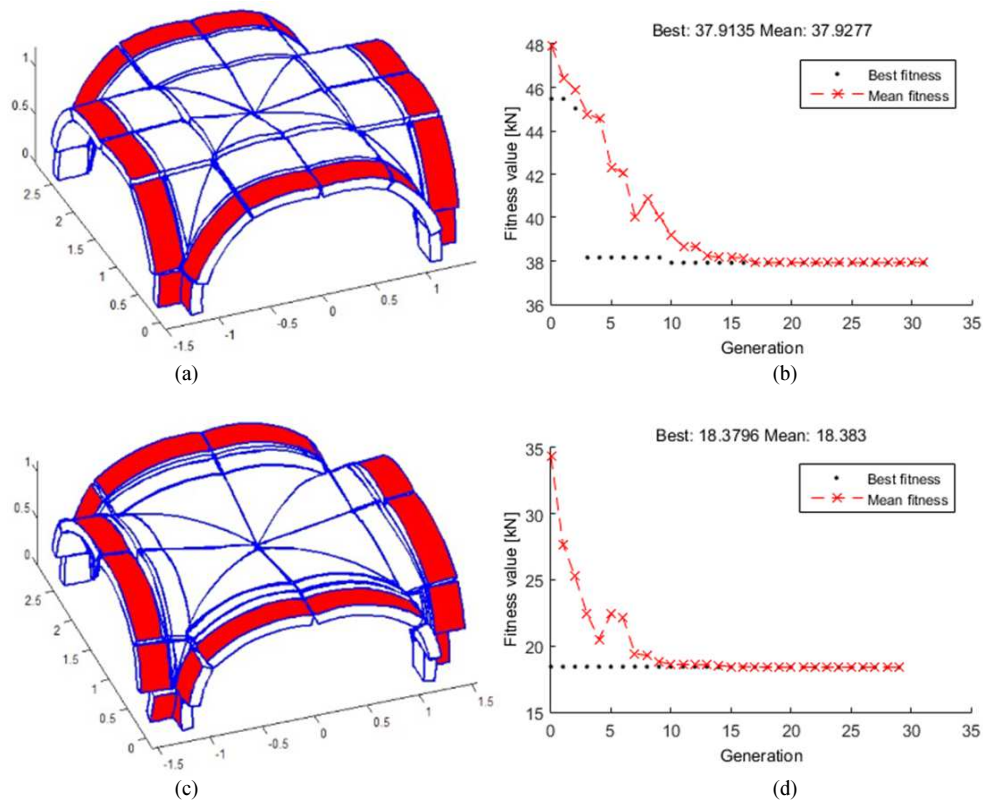 1
0.5
0
2.5
2
1.5
1
0.5
0
-1.5
-1
-0.5
0
0.5
1
(a)
Best: 37.9135 Mean: 37.9277
Best fitness
Mean fitness
Fitness value [kN]
48
46
44
42
40
38
36
0 5 10 15 20 25 30 35
Generation
(b)
1
0.5
0
2.5
2
1.5
1
0.5
0
-1.5
-1
-0.5
0
0.5
1
1.5
(c)
Best: 18.3796 Mean: 18.383
Best fitness
Mean fitness
Fitness value [kN]
35
30
25
20
15
0 5 10 15 20 25 30 35
Generation
(d)